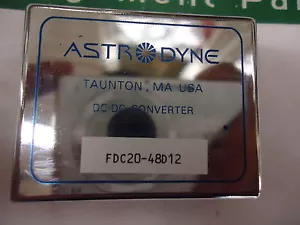 ASTRODYNE
TAUNTON, MA USA
DC-DC CONVERTER
FDC20-48D12